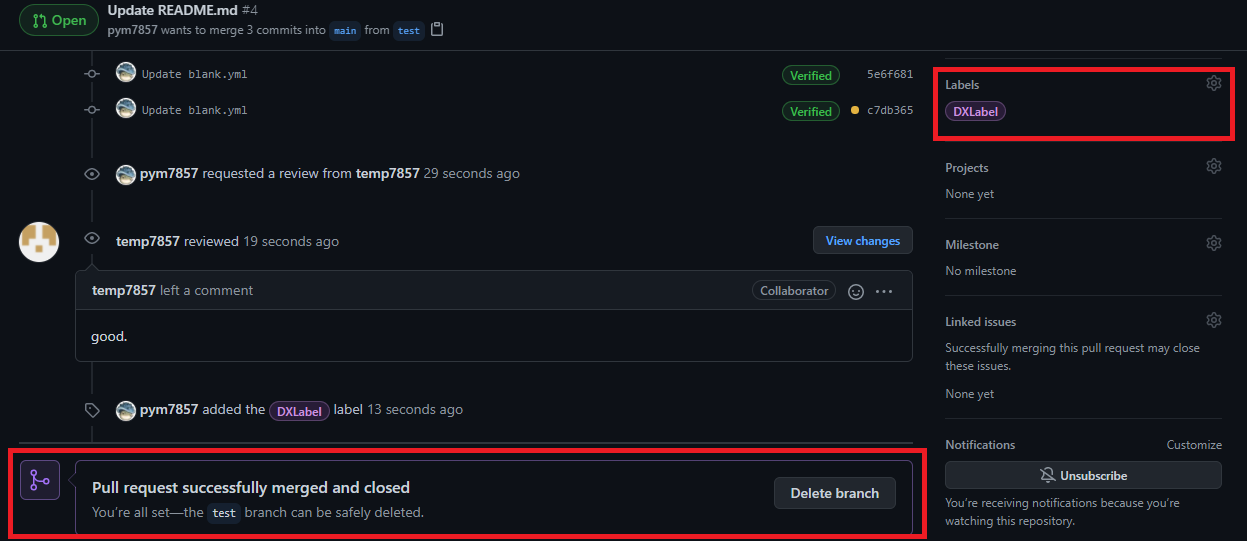 Open
Update README.md #4
pym7857 wants to merge 3 commits into main from test
Update blank.yml Verified 5e6f681
Update blank.yml Verified c7db365
pym7857 requested a review from temp7857 29 seconds ago
temp7857 reviewed 19 seconds ago View changes
temp7857 left a comment Collaborator
good.
pym7857 added the DXLabel label 13 seconds ago
Pull request successfully merged and closed
You’re all set—the test branch can be safely deleted.
Delete branch
Labels
DXLabel
Projects
None yet
Milestone
No milestone
Linked issues
Successfully merging this pull request may close
these issues.
None yet
Notifications Customize
Unsubscribe
You’re receiving notifications because you’re
watching this repository.